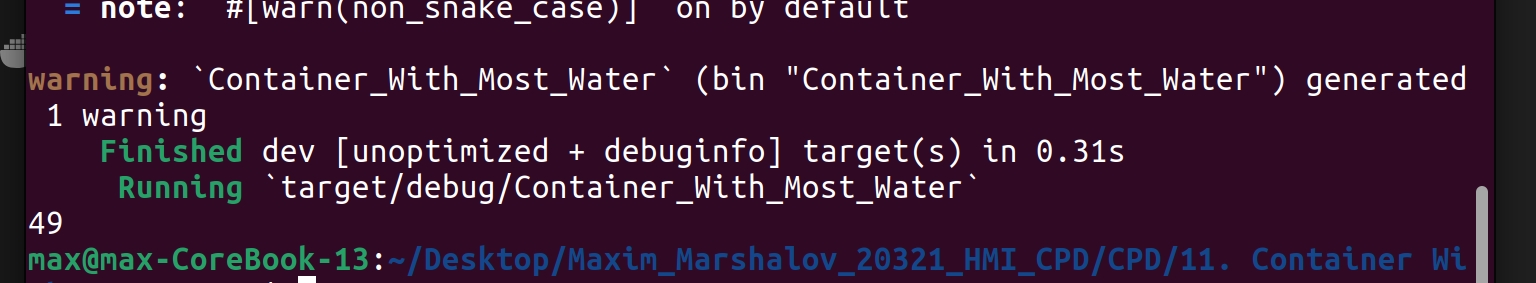 = note: `#[warn(non_snake_case)]` on by default
warning: `Container_With_Most_Water` (bin "Container_With_Most_Water") generated
1 warning
Finished dev [unoptimized + debuginfo] target(s) in 0.31s
Running `target/debug/Container_With_Most_Water`
49
max@max-CoreBook-13:~/Desktop/Maxim_Marshalov_20321_HMI_CPD/CPD/11. Container Wi